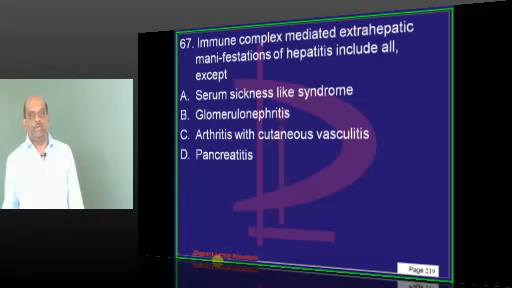 67. Immune complex mediated extrahepatic
mani-festations of hepatitis include all,
except
A. Serum sickness like syndrome
B. Glomerulonephritis
C. Arthritis with cutaneous vasculitis
D. Pancreatitis
Page 219